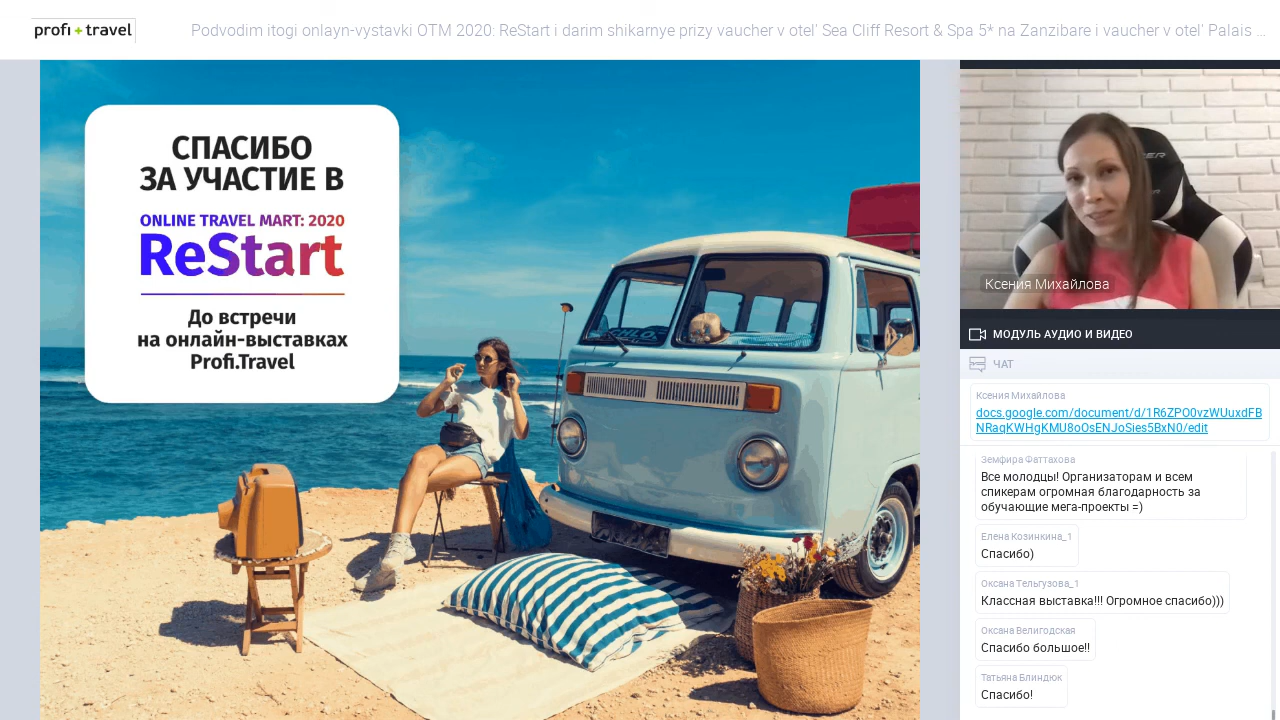 profi + travel
Podvodim itogi onlayn-vystavki OTM 2020: ReStart i darim shikarnye prizy vaucher v otel' Sea Cliff Resort & Spa 5* na Zanzibare i vaucher v otel' Palais ...
СПАСИБО
ЗА УЧАСТИЕ В
ONLINE TRAVEL MART: 2020
ReStart
До встречи
на онлайн-выставках
Profi.Travel
Ксения Михайлова
МОДУЛЬ АУДИО И ВИДЕО
ЧАТ
Ксения Михайлова
docs.google.com/document/d/1R6ZPO0vzWUuxdFB
NRaqKWHgKMU8oOsENJoSies5BxN0/edit
Земфира Фаттахова
Все молодцы! Организаторам и всем
спикерам огромная благодарность за
обучающие мега-проекты =)
Елена Козинкина_1
Спасибо)
Оксана Тельгузова_1
Классная выставка!!! Огромное спасибо)))
Оксана Велигодская
Спасибо большое!!
Татьяна Блиндюк
Спасибо!